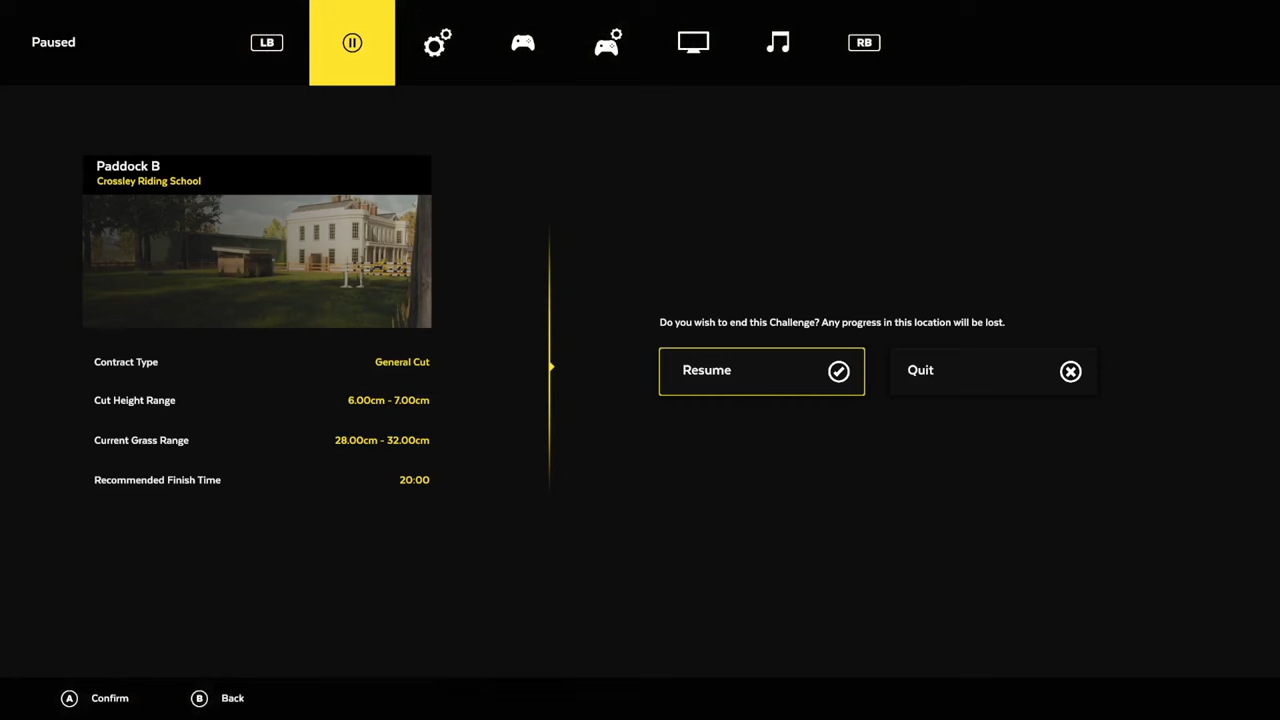 Paused
LB
RB
Paddock B
Crossley Riding School
Contract Type General Cut
Cut Height Range 6.00cm - 7.00cm
Current Grass Range 28.00cm - 32.00cm
Recommended Finish Time 20:00
Do you wish to end this Challenge? Any progress in this location will be lost.
Resume Quit
A Confirm B Back